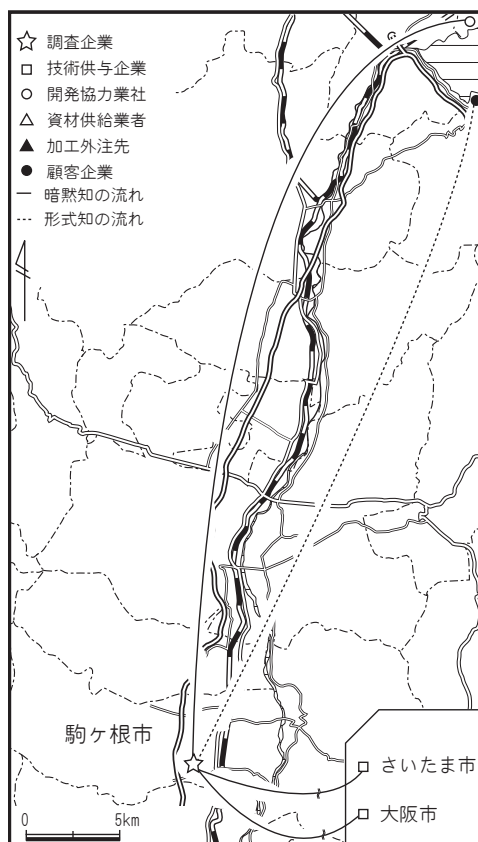 調査企業
技術供与企業
開発協力業社
資材供給業者
加工外注先
顧客企業
暗黙知の流れ
形式知の流れ
駒ヶ根市
さいたま市
大阪市
0 5km